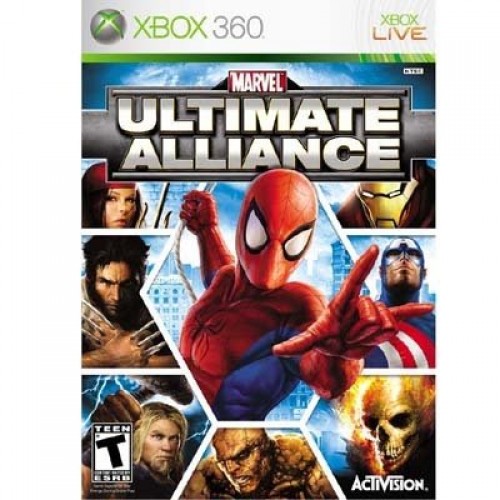 XBOX 360
XBOX
LIVE
MARVEL
ULTIMATE
ALLIANCE
TEEN
T
ESRB
ACTIVISION